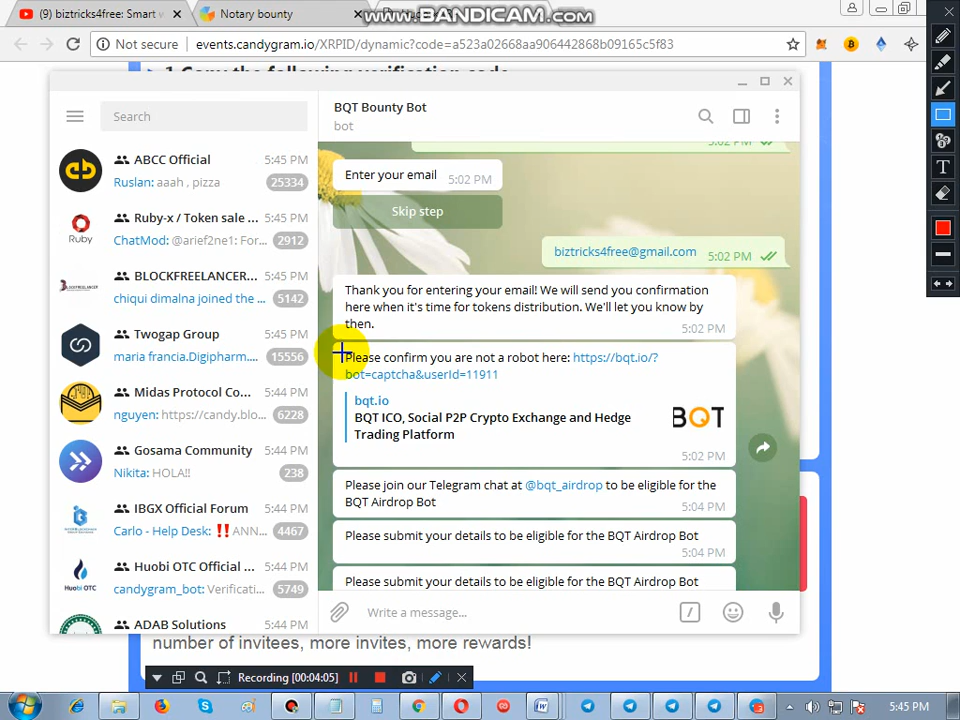 (9) biztricks4free: Smart v
Notary bounty
www.BANDICAM.com
Not secure
events.candygram.io/XRPID/dynamic?code=a523a02668aa906442868b09165c5f83
1.Copy the following verification code
Search
BQT Bounty Bot
bot
ABCC Official 5:45 PM
Ruslan: aaah , pizza 25334
Ruby-x / Token sale ... 5:45 PM
ChatMod: @arief2ne1: For... 2912
Ruby
BLOCKFREELANCER... 5:45 PM
chiqui dimalna joined the ... 5142
Twogap Group 5:45 PM
maria francia.Digipharm.... 15556
Midas Protocol Co... 5:44 PM
nguyen: https://candy.blo... 6228
Gosama Community 5:44 PM
Nikita: HOLA!! 238
IBGX Official Forum 5:44 PM
Carlo - Help Desk: ‼️ ANN... 4467
Huobi OTC Official ... 5:44 PM
candygram_bot: Verificati... 5749
Huobi OTC
ADAB Solutions 5:44 PM
5:02 PM
Enter your email 5:02 PM
Skip step
biztricks4free@gmail.com 5:02 PM
Thank you for entering your email! We will send you confirmation
here when it's time for tokens distribution. We'll let you know by
then. 5:02 PM
Please confirm you are not a robot here: https://bqt.io/?
bot=captcha&userId=11911
bqt.io
BQT ICO, Social P2P Crypto Exchange and Hedge
Trading Platform
BQT
5:02 PM
Please join our Telegram chat at @bqt_airdrop to be eligible for the
BQT Airdrop Bot 5:04 PM
Please submit your details to be eligible for the BQT Airdrop Bot
5:04 PM
Please submit your details to be eligible for the BQT Airdrop Bot
Write a message...
number of invitees, more invites, more rewards!
Recording [00:04:05]
5:45 PM